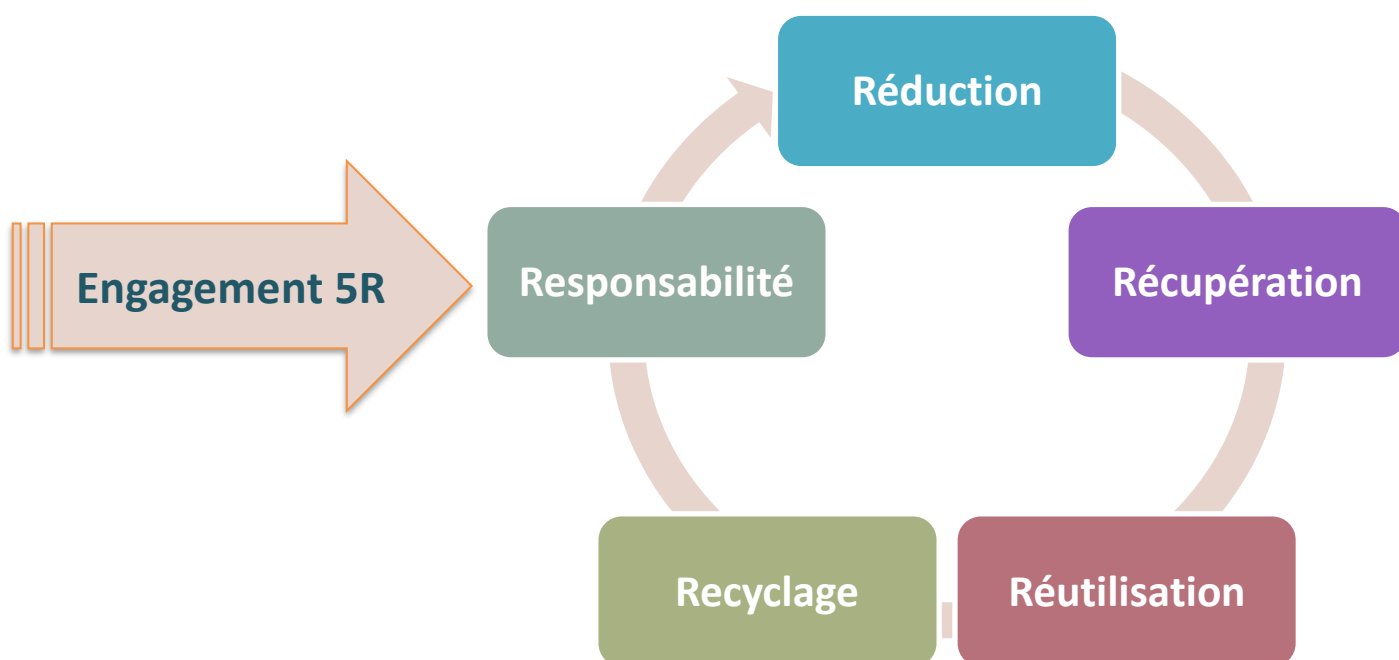 Réduction
Engagement 5R
Responsabilité
Récupération
Recyclage
Réutilisation